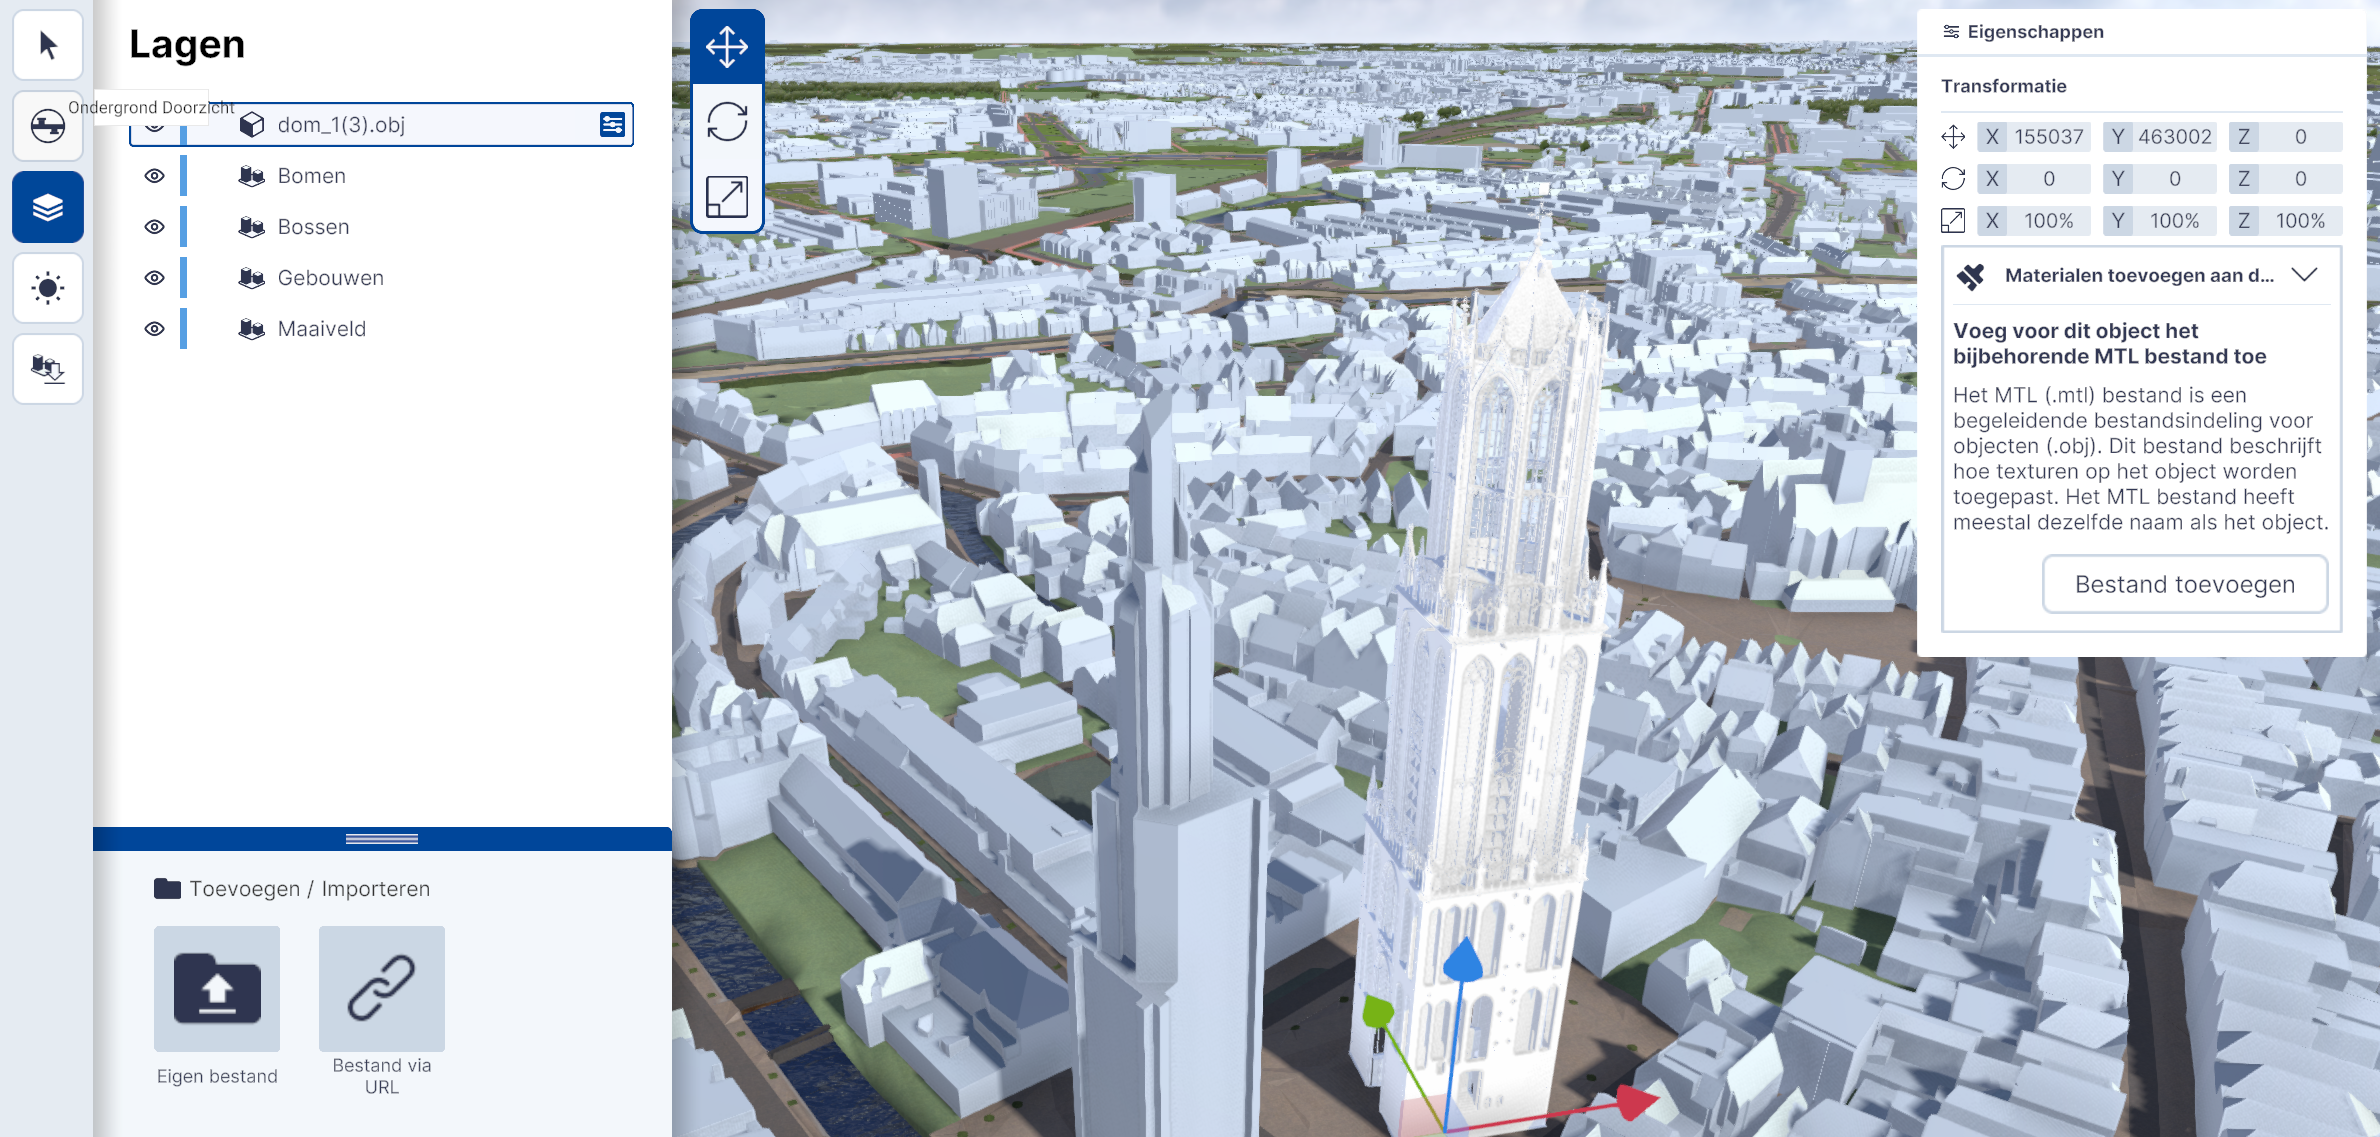 Lagen
Ondergrond Doorzicht
dom_1(3).obj
Bomen
Bossen
Gebouwen
Maaiveld
Toevoegen / Importeren
Eigen bestand
Bestand via
URL
Eigenschappen
Transformatie
X 155037 Y 463002 Z 0
X 0 Y 0 Z 0
X 100% Y 100% Z 100%
Materialen toevoegen aan d...
Voeg voor dit object het
bijbehorende MTL bestand toe
Het MTL (.mtl) bestand is een
begeleidende bestandsindeling voor
objecten (.obj). Dit bestand beschrijft
hoe texturen op het object worden
toegepast. Het MTL bestand heeft
meestal dezelfde naam als het object.
Bestand toevoegen